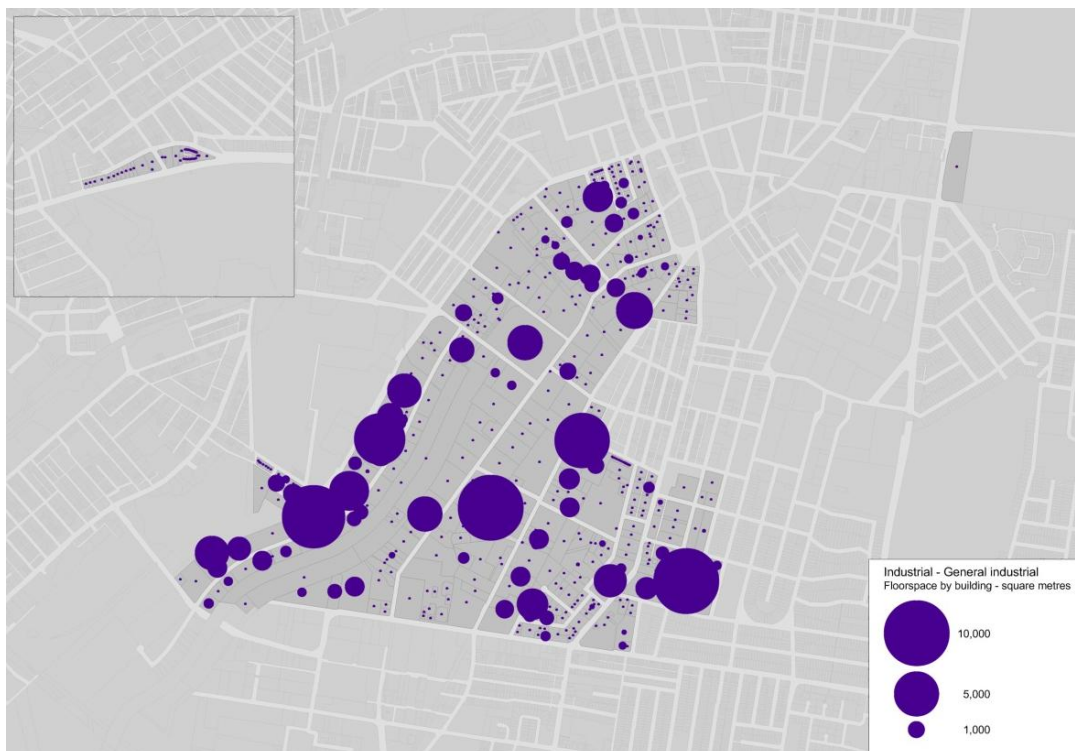 Industrial - General industrial
Floorspace by building - square metres
10,000
5,000
1,000